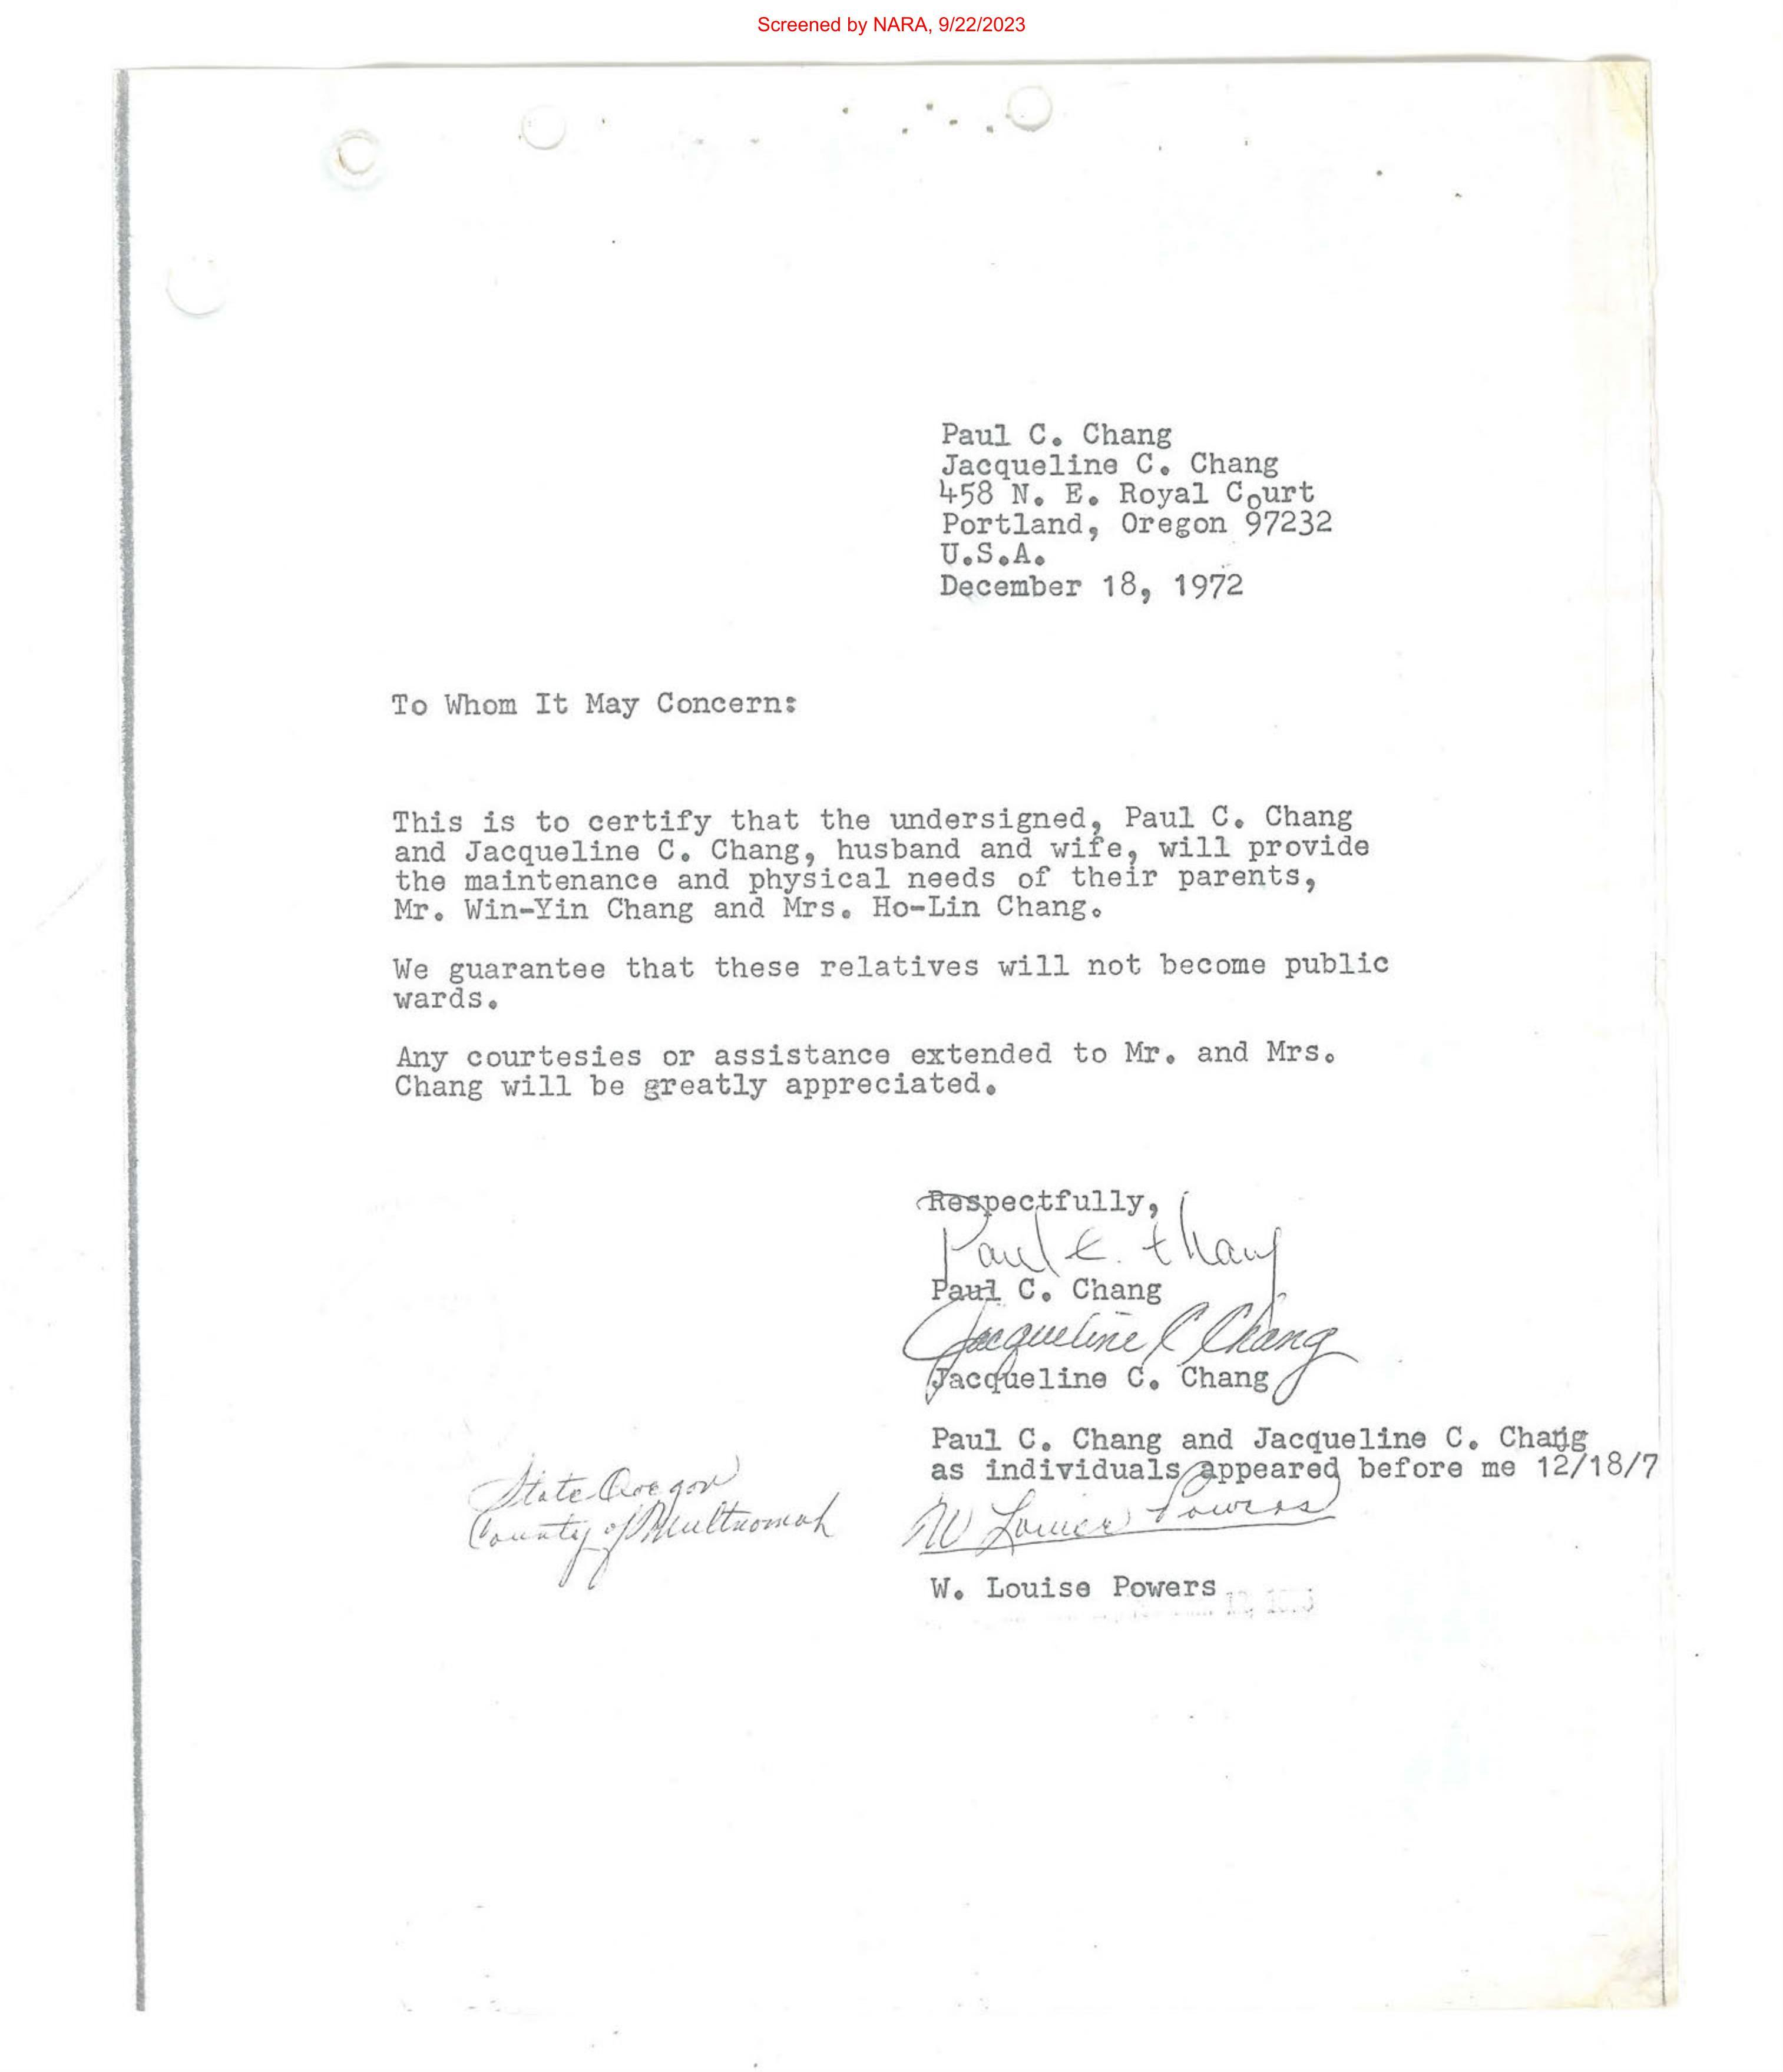 Screened by NARA, 9/22/2023
Paul C. Chang
Jacqueline C. Chang
458 N. E. Royal Court
Portland, Oregon 97232
U.S.A.
December 18, 1972
To Whom It May Concern:
This is to certify that the undersigned, Paul C. Chang
and Jacqueline C. Chang, husband and wife, will provide
the maintenance and physical needs of their parents,
Mr. Win-Yin Chang and Mrs. Ho-Lin Chang.
We guarantee that these relatives will not become public
wards.
Any courtesies or assistance extended to Mr. and Mrs.
Chang will be greatly appreciated.
Respectfully,
Paul C. Chang
Paul C. Chang
Jacqueline C Chang
Jacqueline C. Chang
Paul C. Chang and Jacqueline C. Chang
as individuals appeared before me 12/18/7
State Oregon
County of Multnomah
W Louise Powers
W. Louise Powers